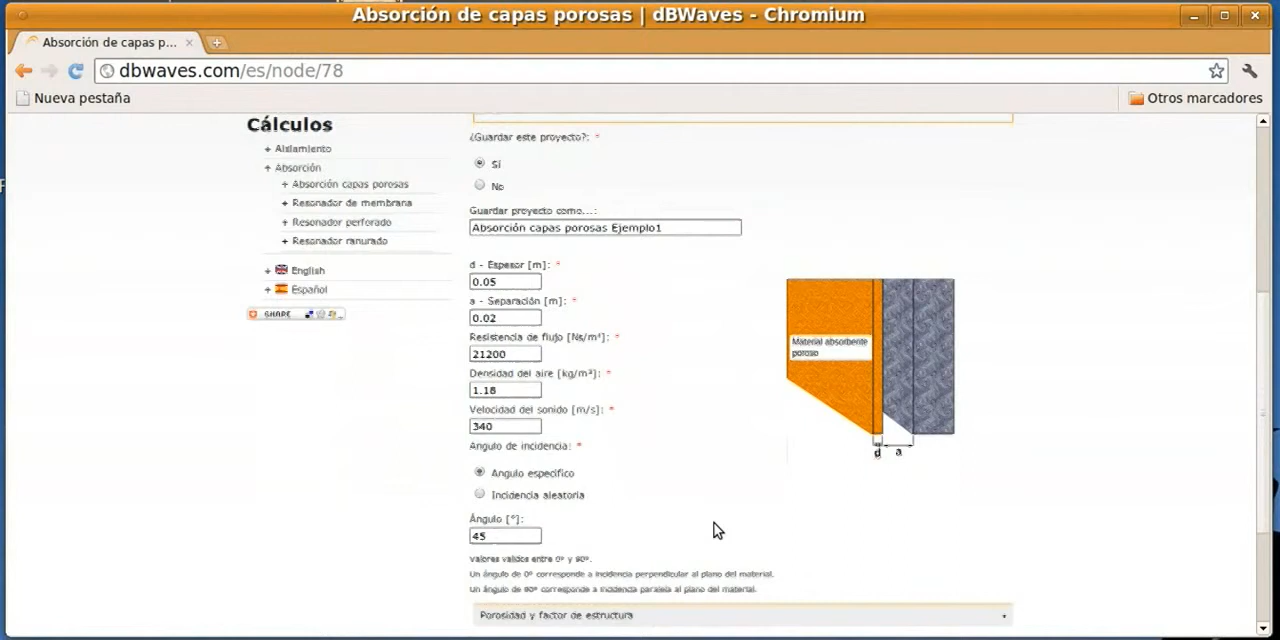 Absorción de capas porosas | dBWaves - Chromium
Absorción de capas p...
dbwaves.com/es/node/78
Nueva pestaña
Otros marcadores
Cálculos
Aislamiento
Absorción
Absorción capas porosas
Resonador de membrana
Resonador perforado
Resonador ranurado
English
Español
SHARE
¿Guardar este proyecto?: *
Sí
No
Guardar proyecto como...:
Absorción capas porosas Ejemplo1
d - Espesor [m]: *
0.05
a - Separación [m]: *
0.02
Resistencia de flujo [Ns/m⁴]: *
21200
Densidad del aire [kg/m³]: *
1.18
Velocidad del sonido [m/s]: *
340
Angulo de incidencia: *
Angulo específico
Incidencia aleatoria
Ángulo [°]:
45
Valores validos entre 0º y 90º.
Un ángulo de 0º corresponde a incidencia perpendicular al plano del material.
Un ángulo de 90º corresponde a incidencia paralela al plano del material.
Porosidad y factor de estructura
Material absorbente
poroso
d a